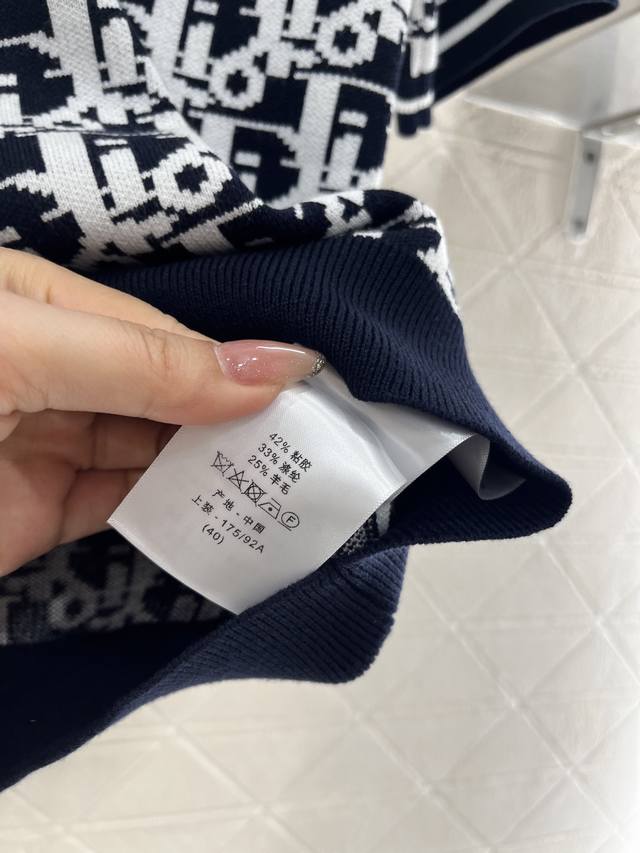 42% 粘胶
33% 涤纶
25% 羊毛
F
产地 - 中国
上装 - 175/92A
(40)